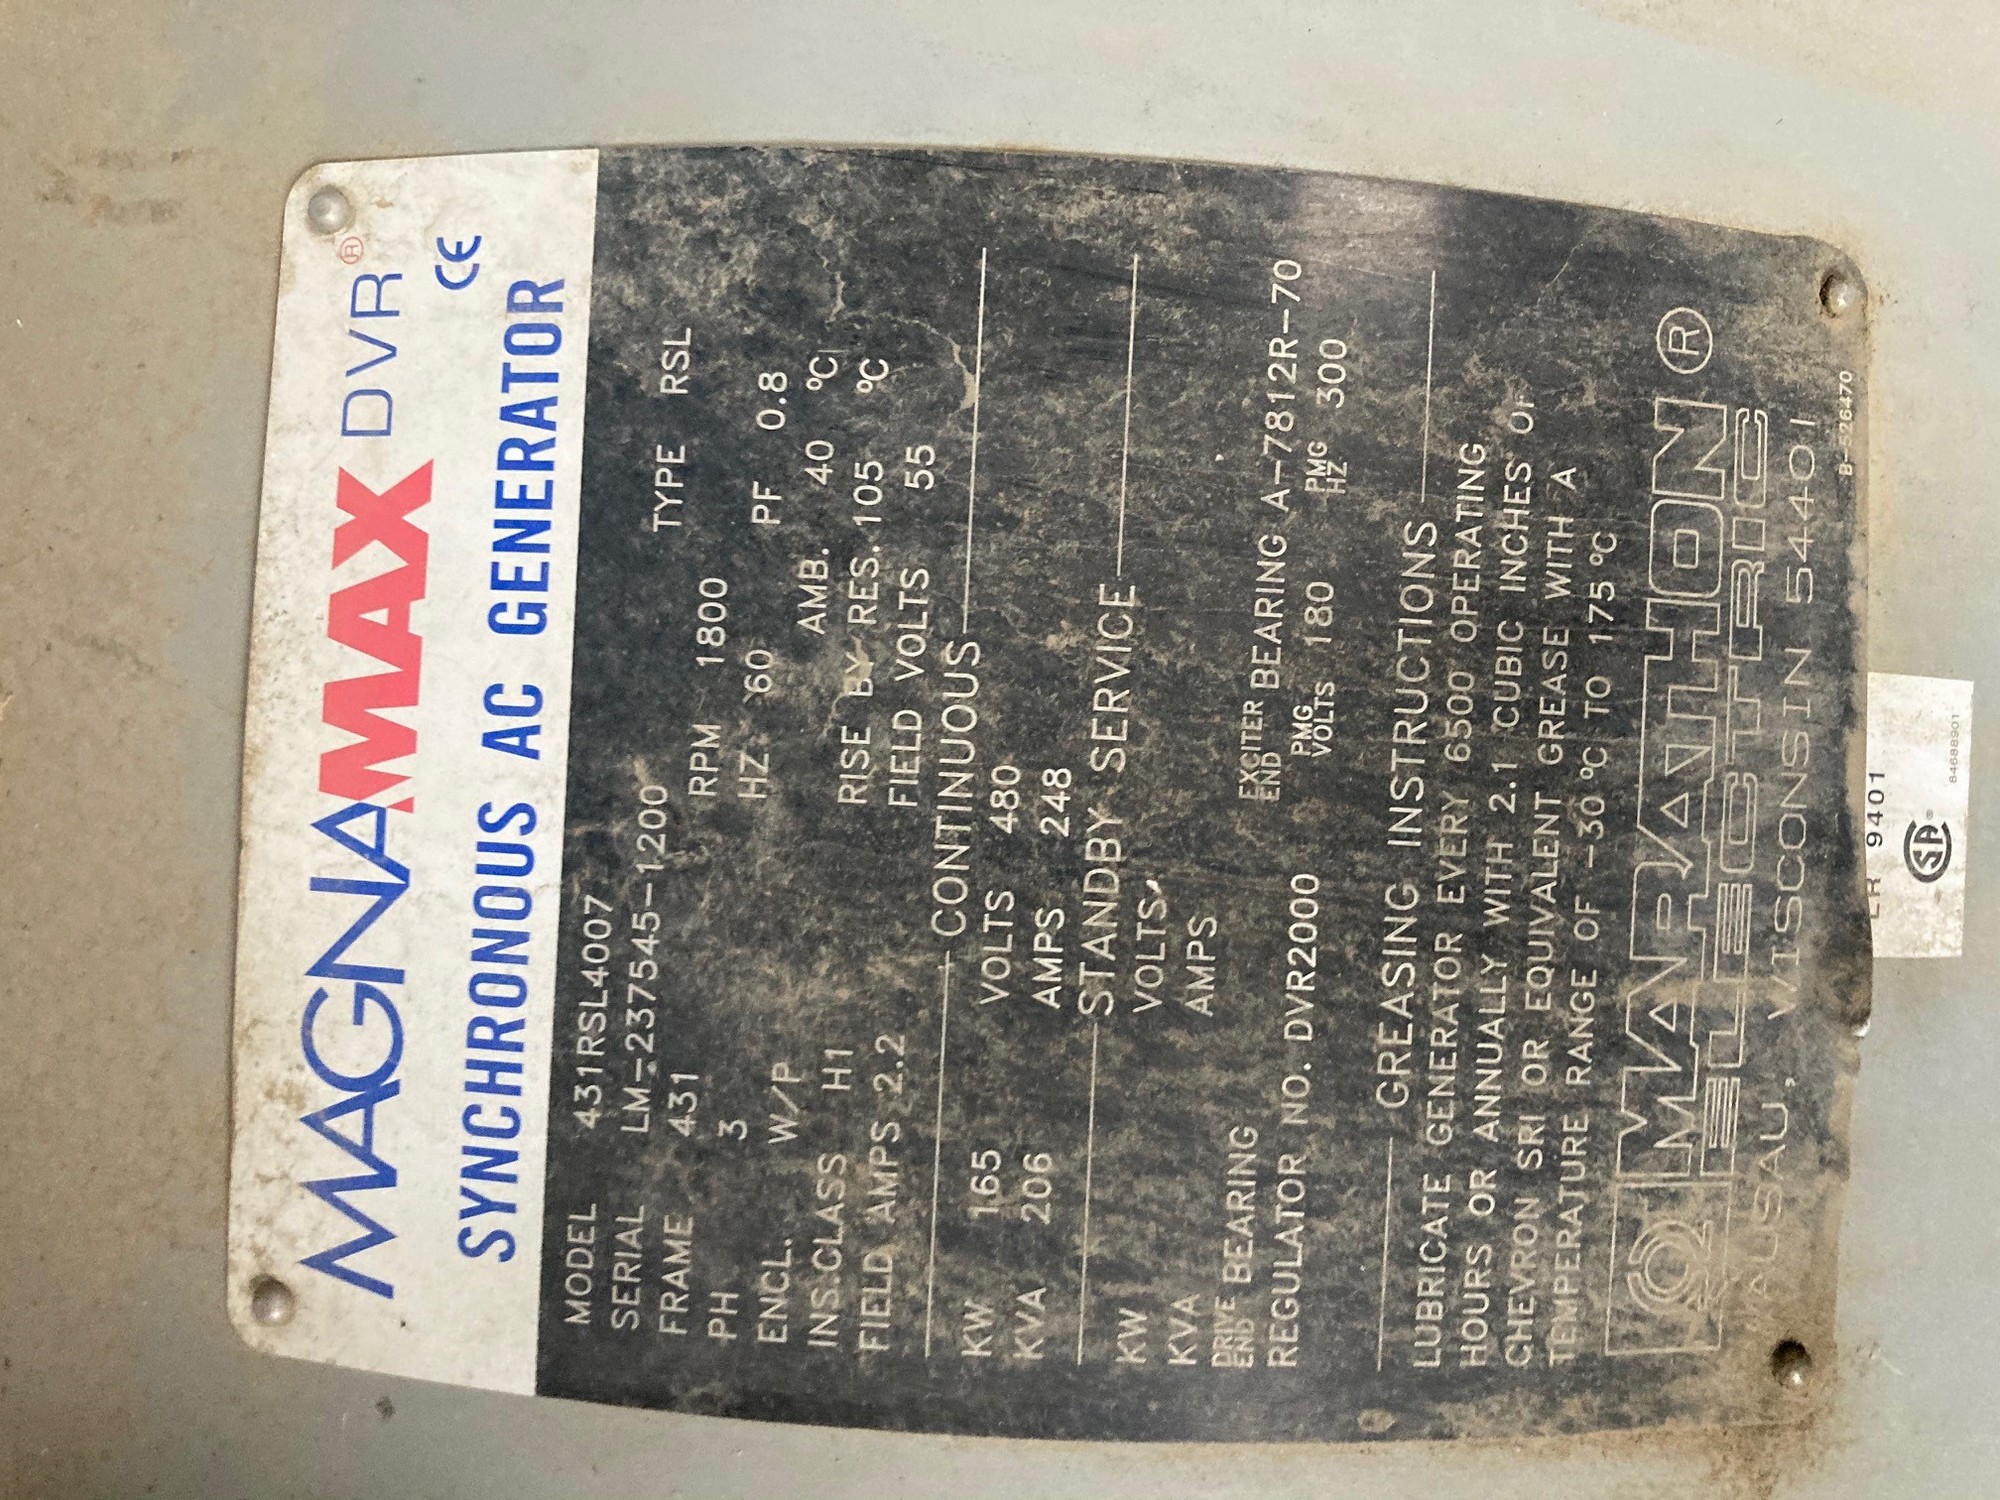 MAGNAMAX DVR®
CE
SYNCHRONOUS AC GENERATOR
MODEL 431RSL4007
SERIAL LM-237545-1200
FRAME 431 TYPE RSL
PH 3 RPM 1800
ENCL. W/P HZ 60 PF 0.8
INS.CLASS H1 AMB. 40 °C
FIELD AMPS 2.2 RISE BY RES. 105 °C
FIELD VOLTS 55
CONTINUOUS
KW 165 VOLTS 480
KVA 206 AMPS 248
STANDBY SERVICE
KW VOLTS
KVA AMPS
DRIVE END BEARING EXCITER END BEARING A-7812R-70
REGULATOR NO. DVR2000 PMG VOLTS 180 PMG HZ 300
GREASING INSTRUCTIONS
LUBRICATE GENERATOR EVERY 6500 OPERATING
HOURS OR ANNUALLY WITH 2.1 CUBIC INCHES OF
CHEVRON SRI OR EQUIVALENT GREASE WITH A
TEMPERATURE RANGE OF -30 °C TO 175 °C
MARATHON®
ELECTRIC
WAUSAU, WISCONSIN 54401
B-526470
LR 9401
SA®
84688901